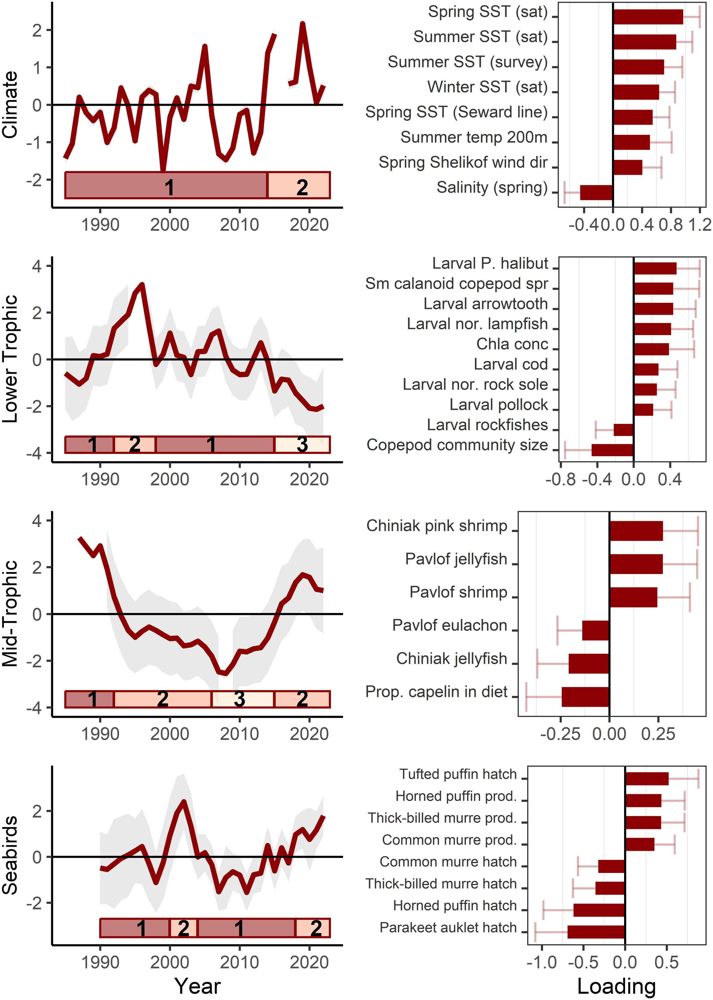 Climate
2
1
0
-1
-2
1 2
1990 2000 2010 2020
Spring SST (sat)
Summer SST (sat)
Summer SST (survey)
Winter SST (sat)
Spring SST (Seward line)
Summer temp 200m
Spring Shelikof wind dir
Salinity (spring)
-0.4 0.0 0.4 0.8 1.2
Lower Trophic
4
2
0
-2
-4
1 2 1 3
1990 2000 2010 2020
Larval P. halibut
Sm calanoid copepod spr
Larval arrowtooth
Larval nor. lampfish
Chla conc
Larval cod
Larval nor. rock sole
Larval pollock
Larval rockfishes
Copepod community size
-0.8 -0.4 0.0 0.4
Mid-Trophic
4
2
0
-2
-4
1 2 3 2
1990 2000 2010 2020
Chiniak pink shrimp
Pavlof jellyfish
Pavlof shrimp
Pavlof eulachon
Chiniak jellyfish
Prop. capelin in diet
-0.25 0.00 0.25
Seabirds
2
0
-2
1 2 1 2
1990 2000 2010 2020
Year
Tufted puffin hatch
Horned puffin prod.
Thick-billed murre prod.
Common murre prod.
Common murre hatch
Thick-billed murre hatch
Horned puffin hatch
Parakeet auklet hatch
-1.0 -0.5 0.0 0.5
Loading